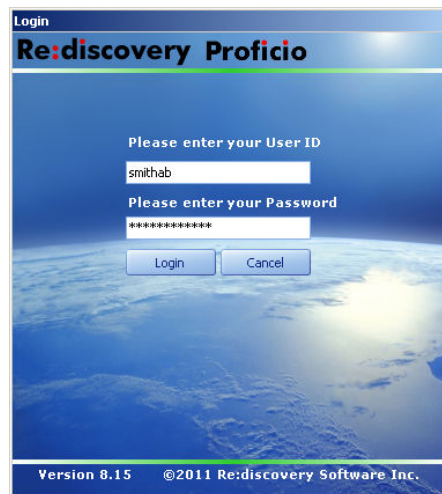 Login
Re:discovery Proficio
Please enter your User ID
smithab
Please enter your Password
************
Login Cancel
Version 8.15 ©2011 Re:discovery Software Inc.